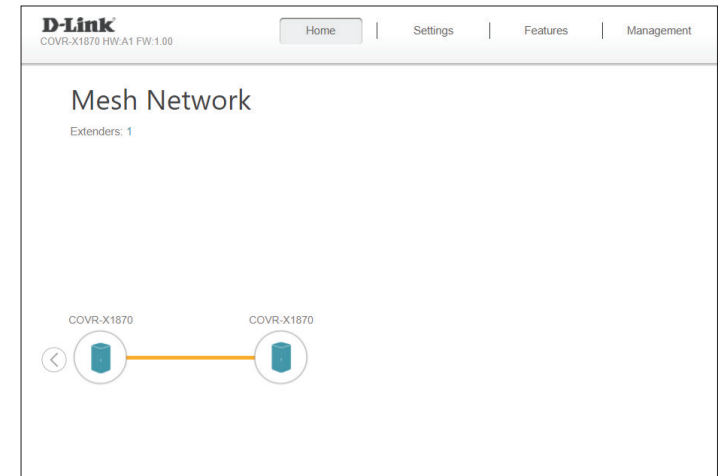 D-Link
COVR-X1870 HW:A1 FW:1.00
Home Settings Features Management
Mesh Network
Extenders: 1
COVR-X1870 COVR-X1870